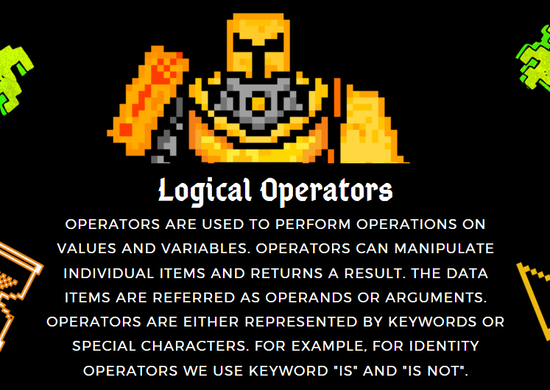 Logical Operators
OPERATORS ARE USED TO PERFORM OPERATIONS ON
VALUES AND VARIABLES. OPERATORS CAN MANIPULATE
INDIVIDUAL ITEMS AND RETURNS A RESULT. THE DATA
ITEMS ARE REFERRED AS OPERANDS OR ARGUMENTS.
OPERATORS ARE EITHER REPRESENTED BY KEYWORDS OR
SPECIAL CHARACTERS. FOR EXAMPLE, FOR IDENTITY
OPERATORS WE USE KEYWORD "IS" AND "IS NOT".